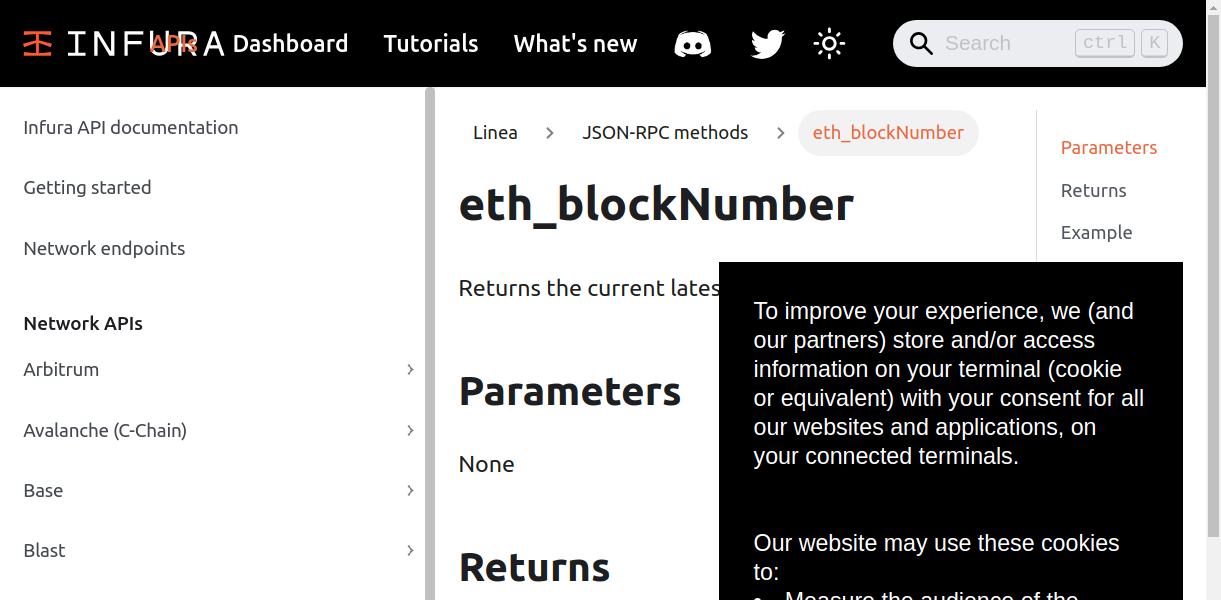 INFURA APIs Dashboard Tutorials What's new Search ctrl K
Infura API documentation
Getting started
Network endpoints
Network APIs
Arbitrum
Avalanche (C-Chain)
Base
Blast
Linea JSON-RPC methods eth_blockNumber
eth_blockNumber
Returns the current lates
Parameters
None
Returns
Parameters
Returns
Example
To improve your experience, we (and
our partners) store and/or access
information on your terminal (cookie
or equivalent) with your consent for all
our websites and applications, on
your connected terminals.
Our website may use these cookies
to:
• Measure the audience of the